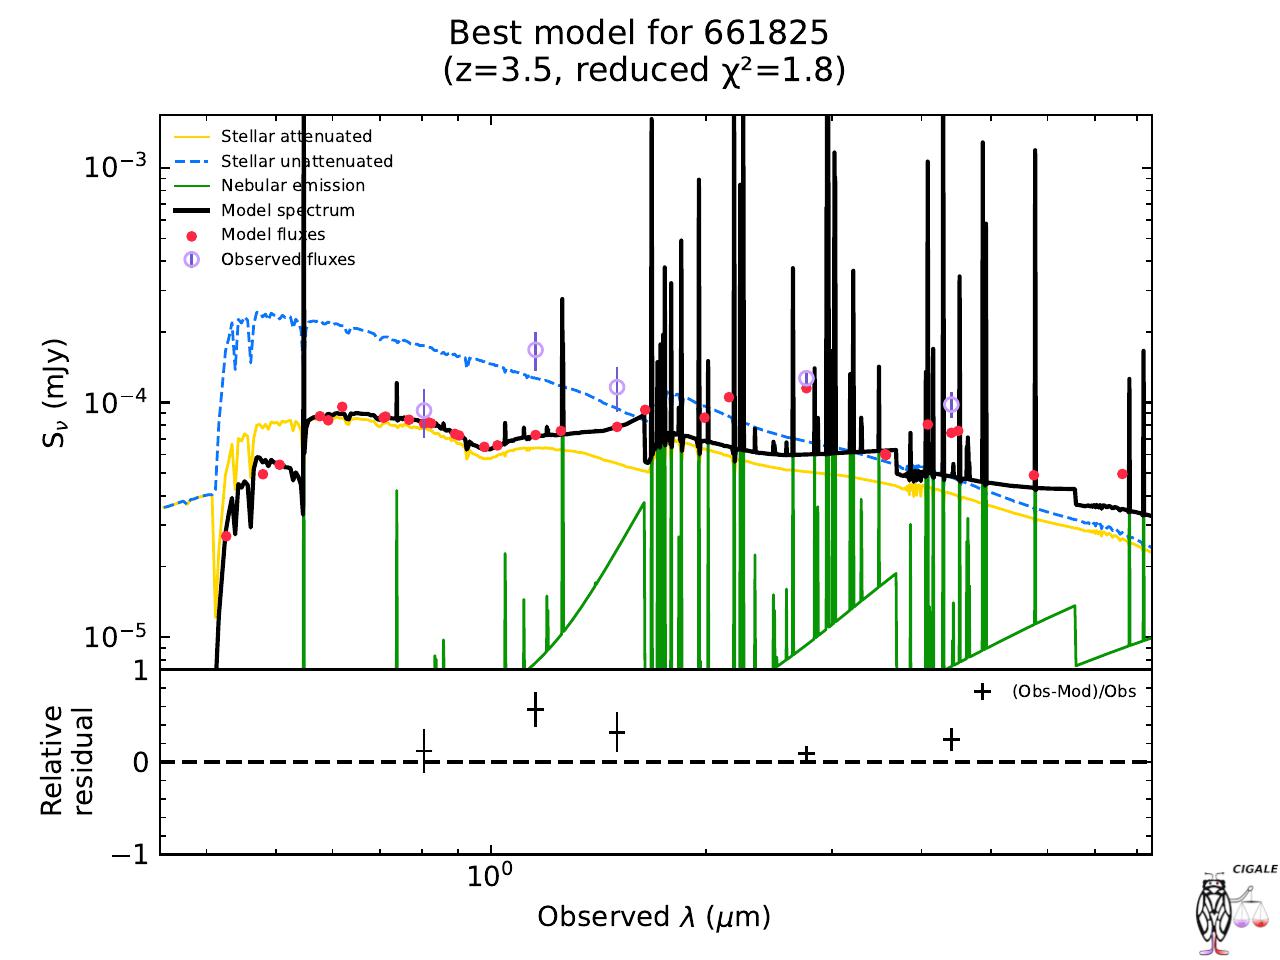 Best model for 661825
(z=3.5, reduced χ²=1.8)
Stellar attenuated
Stellar unattenuated
Nebular emission
Model spectrum
Model fluxes
Observed fluxes
10⁻³
10⁻⁴
10⁻⁵
S_ν (mJy)
(Obs-Mod)/Obs
1
0
−1
Relative
residual
10⁰
Observed λ (μm)
CIGALE